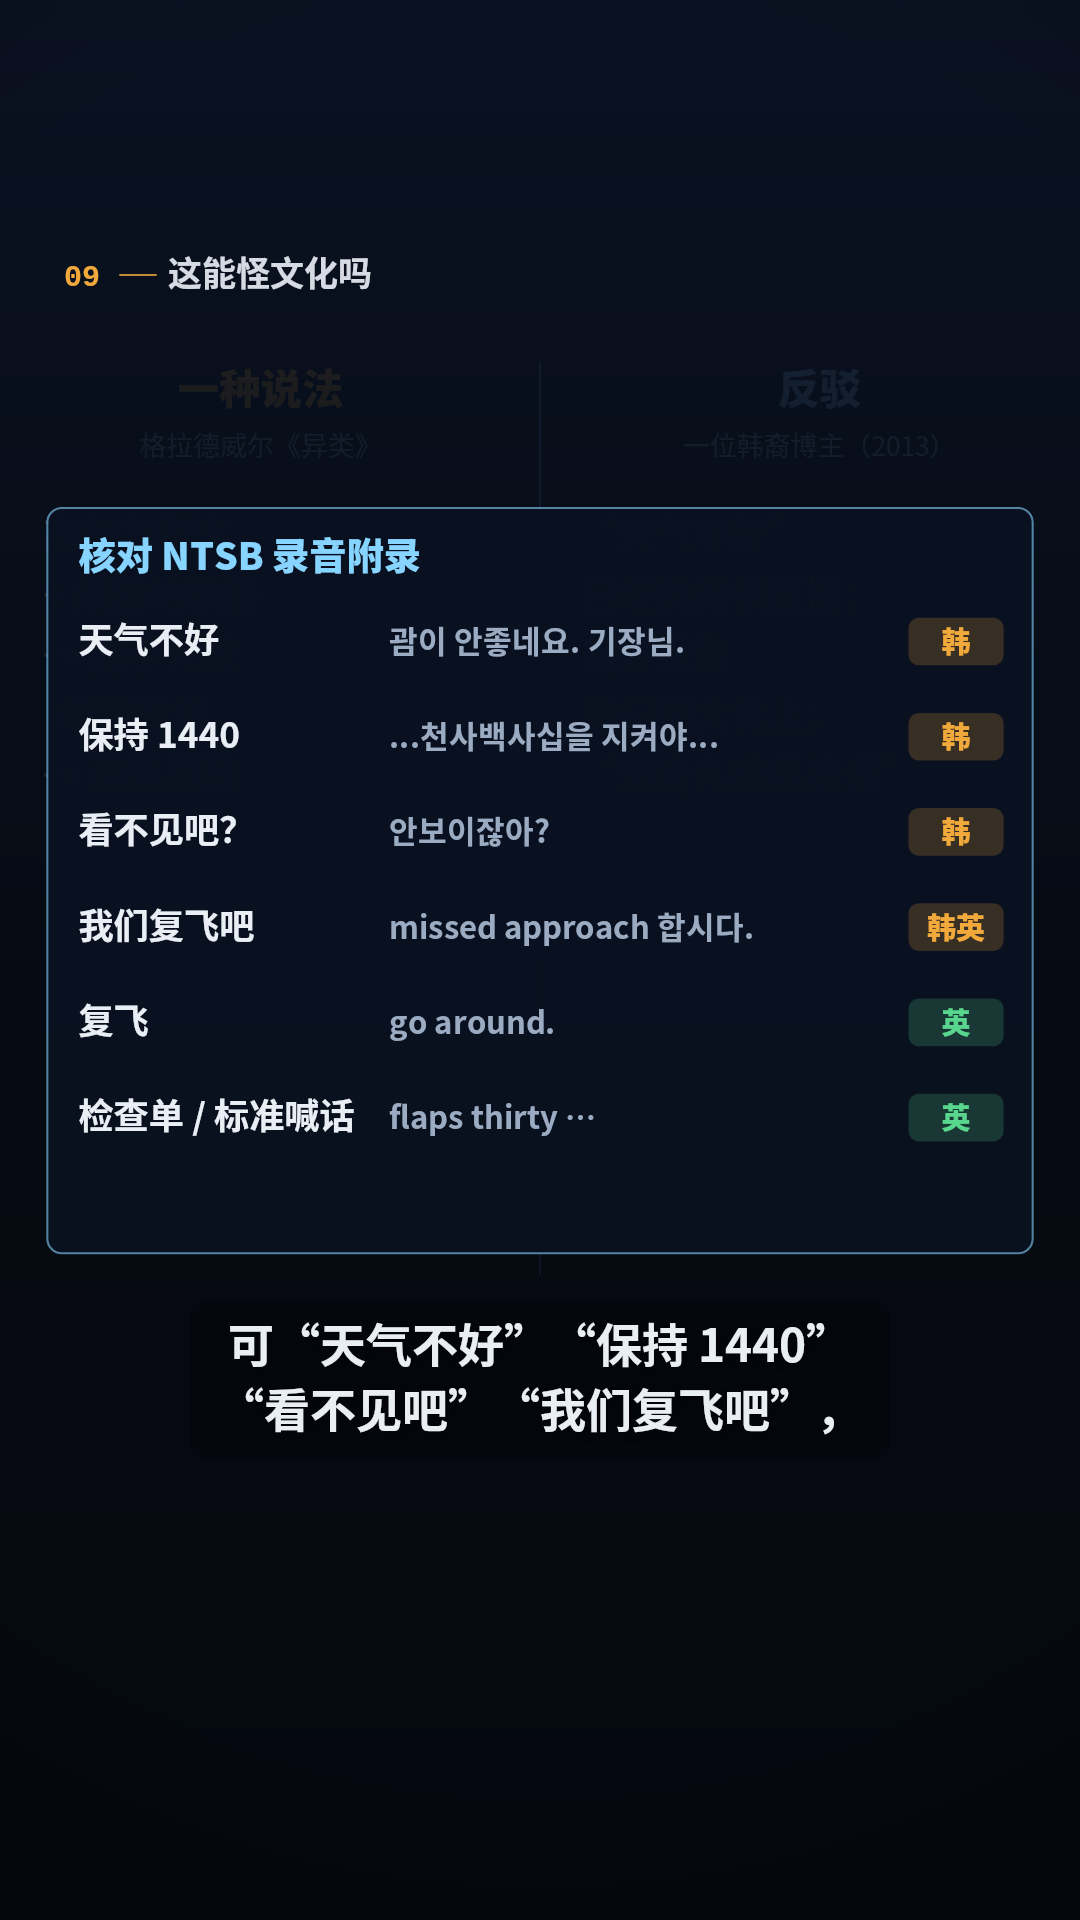 09 — 这能怪文化吗
一种说法
反驳
格拉德威尔《异类》
一位韩裔博主（2013）
核对 NTSB 录音附录
天气不好 괌이 안좋네요. 기장님. 韩
保持 1440 ...천사백사십을 지켜야... 韩
看不见吧? 안보이잖아? 韩
我们复飞吧 missed approach 합시다. 韩英
复飞 go around. 英
检查单 / 标准喊话 flaps thirty ··· 英
可“天气不好”“保持 1440”
“看不见吧”“我们复飞吧”，